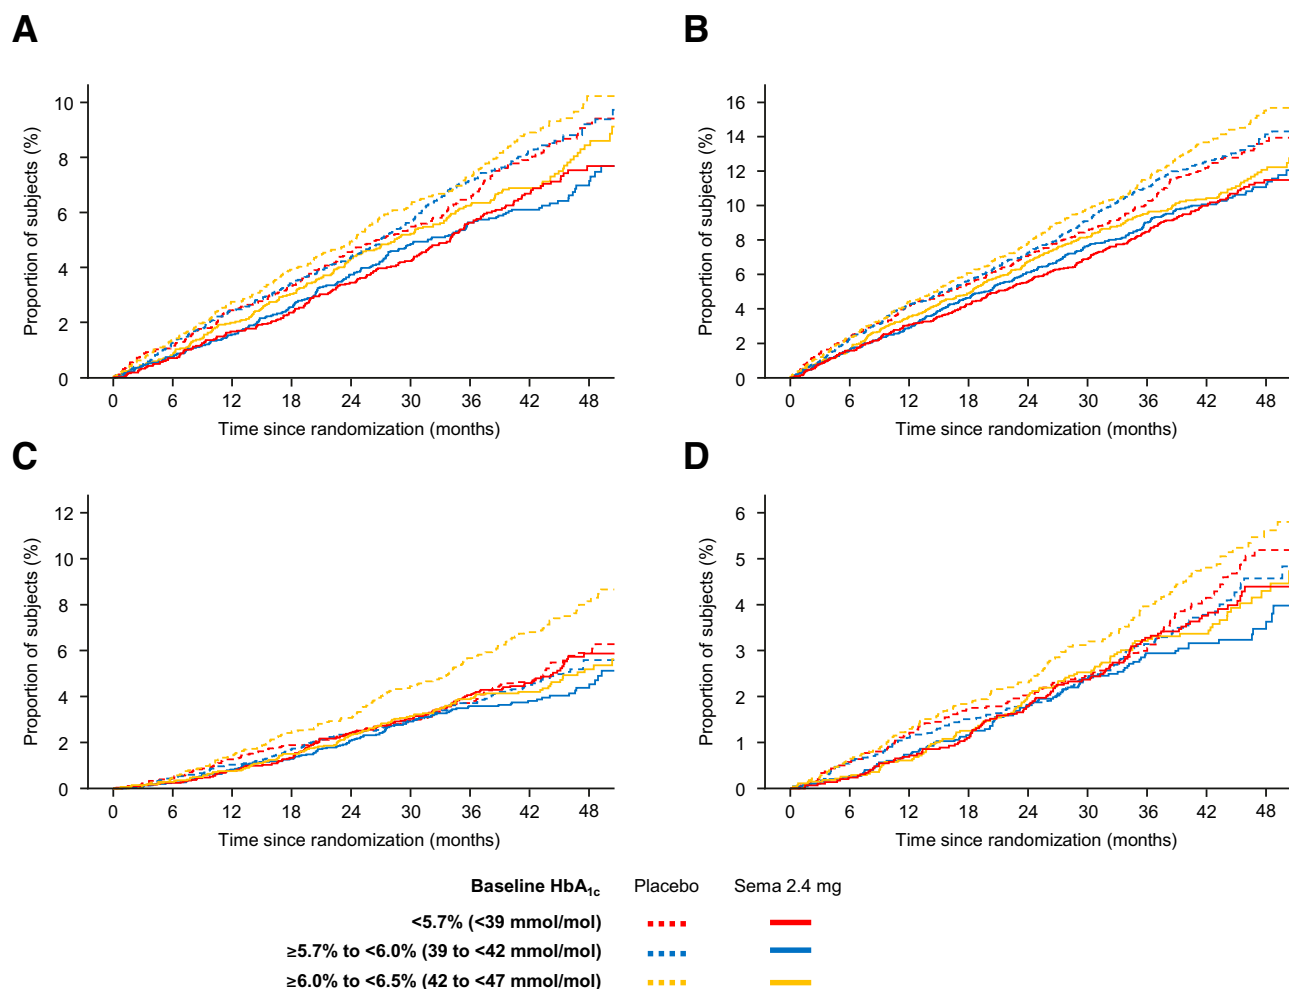 A
Proportion of subjects (%)
10
8
6
4
2
0
0 6 12 18 24 30 36 42 48
Time since randomization (months)
B
Proportion of subjects (%)
16
14
12
10
8
6
4
2
0
0 6 12 18 24 30 36 42 48
Time since randomization (months)
C
Proportion of subjects (%)
12
10
8
6
4
2
0
0 6 12 18 24 30 36 42 48
Time since randomization (months)
D
Proportion of subjects (%)
6
5
4
3
2
1
0
0 6 12 18 24 30 36 42 48
Time since randomization (months)
Baseline HbA1c Placebo Sema 2.4 mg
<5.7% (<39 mmol/mol)
≥5.7% to <6.0% (39 to <42 mmol/mol)
≥6.0% to <6.5% (42 to <47 mmol/mol)